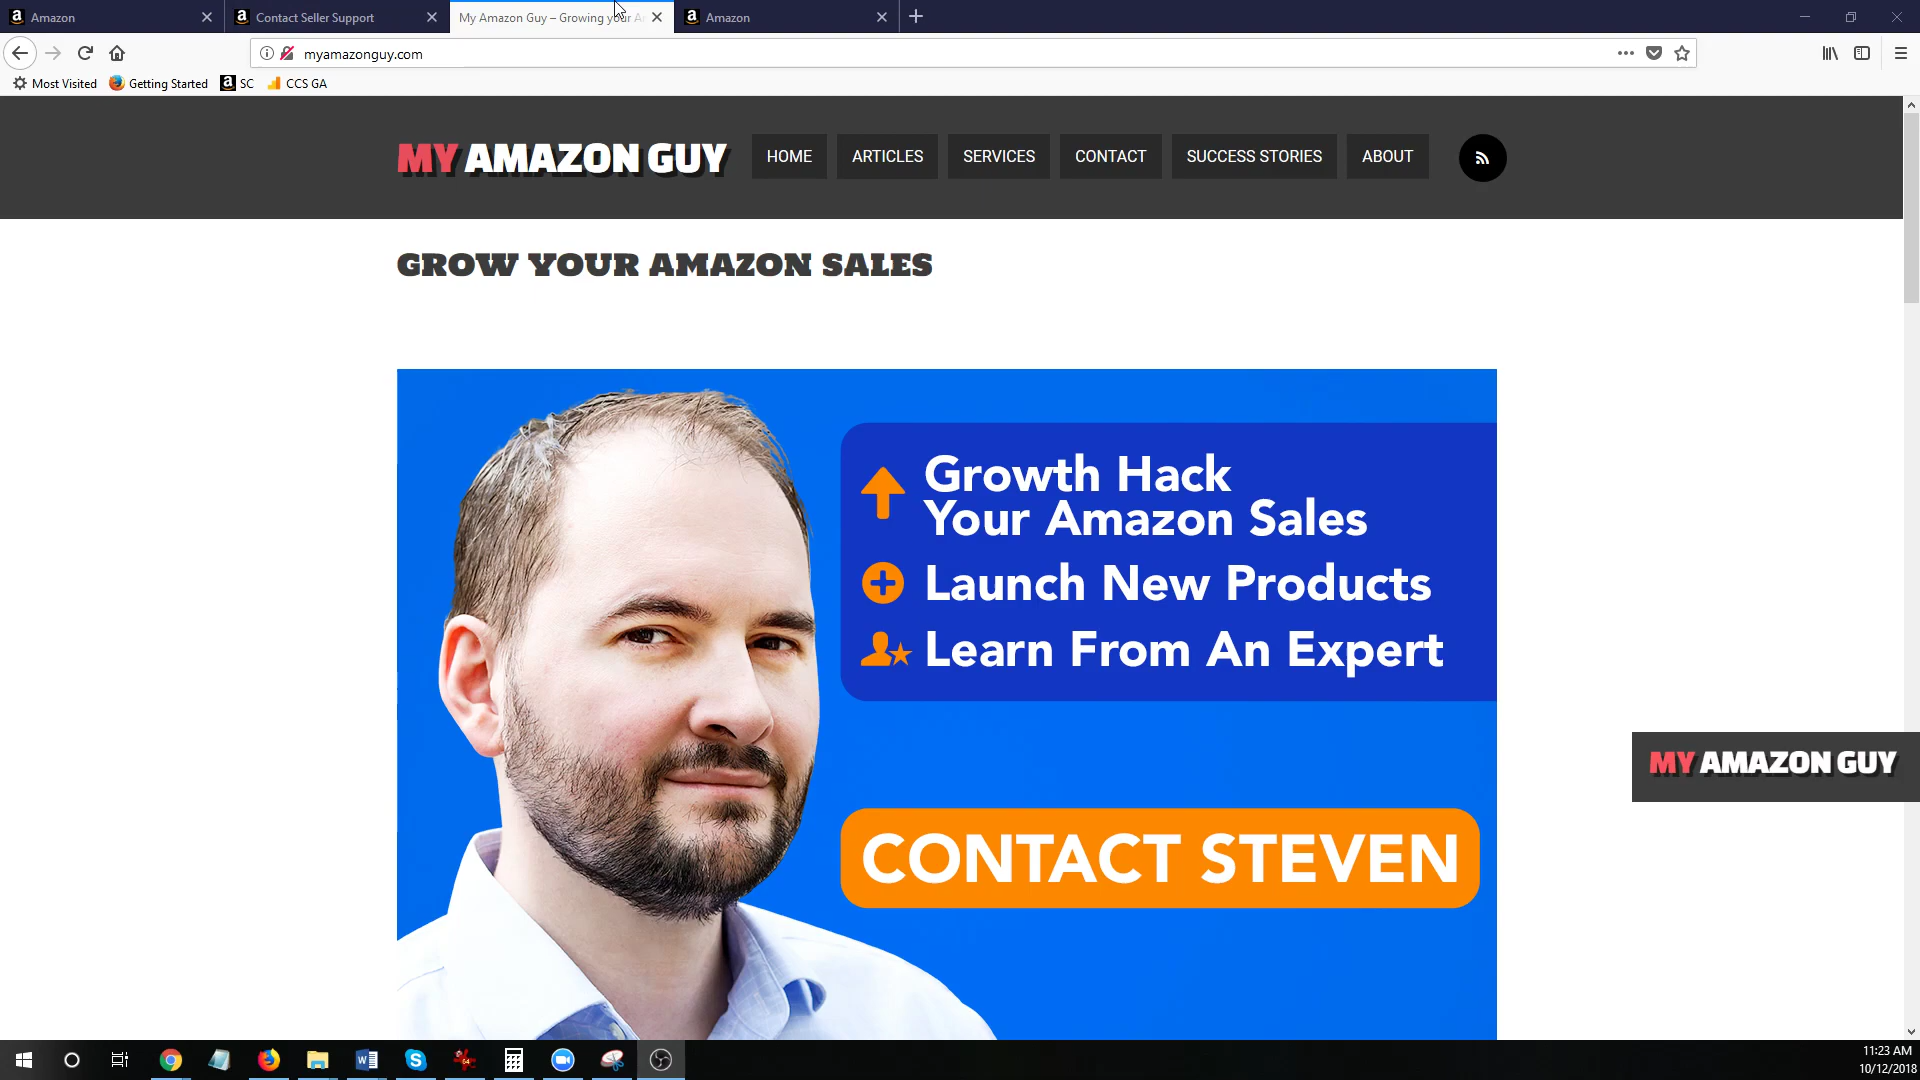 Amazon
Contact Seller Support
My Amazon Guy – Growing your A
Amazon
myamazonguy.com
Most Visited
Getting Started
SC
CCS GA
MY AMAZON GUY
HOME
ARTICLES
SERVICES
CONTACT
SUCCESS STORIES
ABOUT
GROW YOUR AMAZON SALES
Growth Hack
Your Amazon Sales
Launch New Products
Learn From An Expert
MY AMAZON GUY
CONTACT STEVEN
11:23 AM
10/12/2018